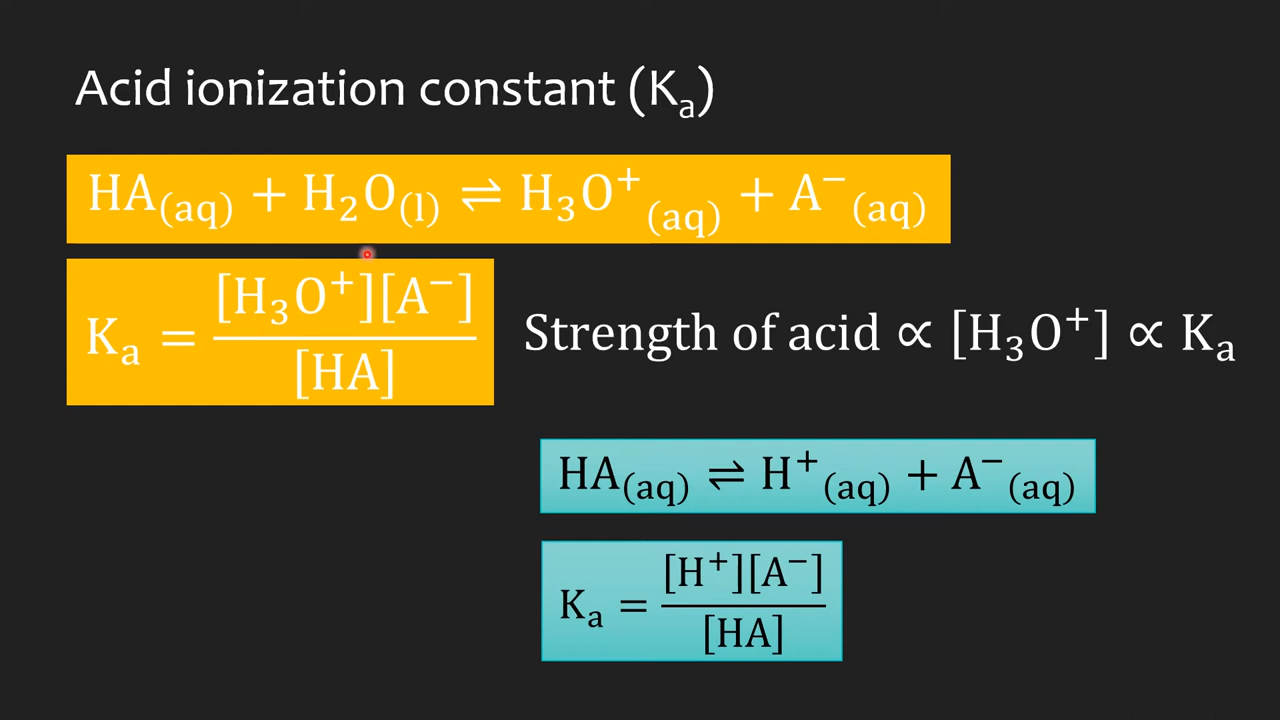 Acid ionization constant (Kₐ)
HA₍aq₎ + H₂O₍l₎ ⇌ H₃O⁺₍aq₎ + A⁻₍aq₎
Kₐ = [H₃O⁺][A⁻] / [HA]
Strength of acid ∝ [H₃O⁺] ∝ Kₐ
HA₍aq₎ ⇌ H⁺₍aq₎ + A⁻₍aq₎
Kₐ = [H⁺][A⁻] / [HA]